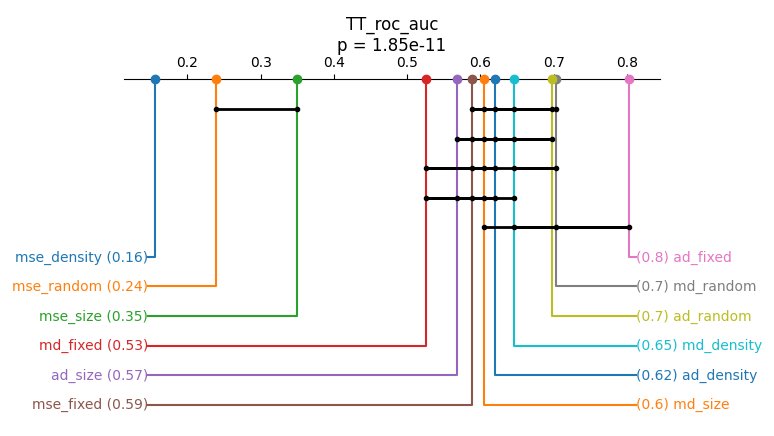 TT_roc_auc
p = 1.85e-11
0.2 0.3 0.4 0.5 0.6 0.7 0.8
mse_density (0.16) (0.8) ad_fixed
mse_random (0.24) (0.7) md_random
mse_size (0.35) (0.7) ad_random
md_fixed (0.53) (0.65) md_density
ad_size (0.57) (0.62) ad_density
mse_fixed (0.59) (0.6) md_size